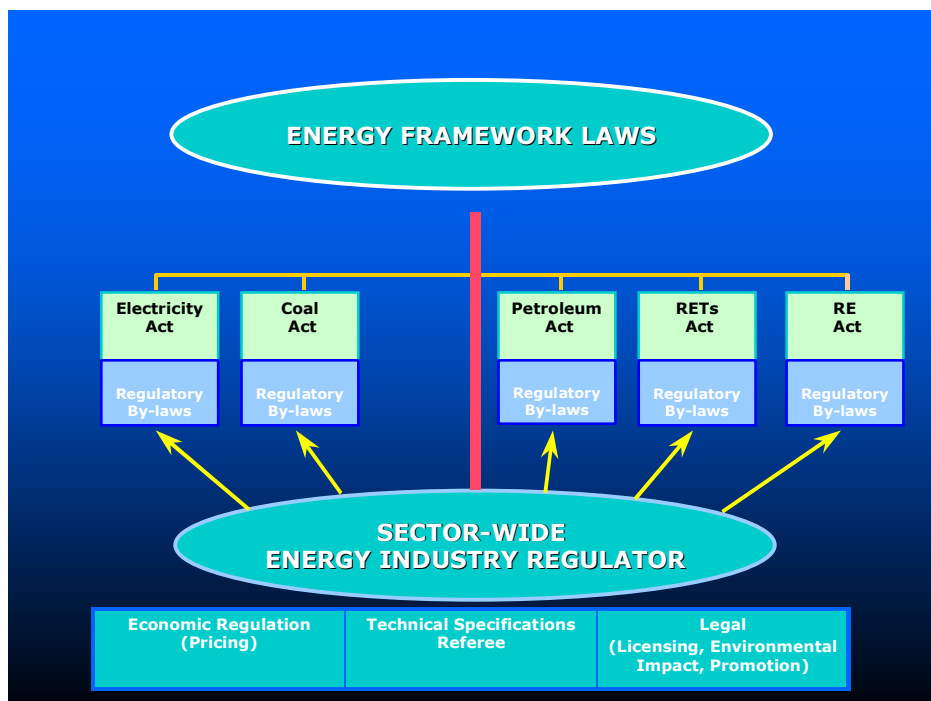 ENERGY FRAMEWORK LAWS
Electricity
Act
Coal
Act
Petroleum
Act
RETs
Act
RE
Act
Regulatory
By-laws
Regulatory
By-laws
Regulatory
By-laws
Regulatory
By-laws
Regulatory
By-laws
SECTOR-WIDE
ENERGY INDUSTRY REGULATOR
Economic Regulation
(Pricing)
Technical Specifications
Referee
Legal
(Licensing, Environmental
Impact, Promotion)